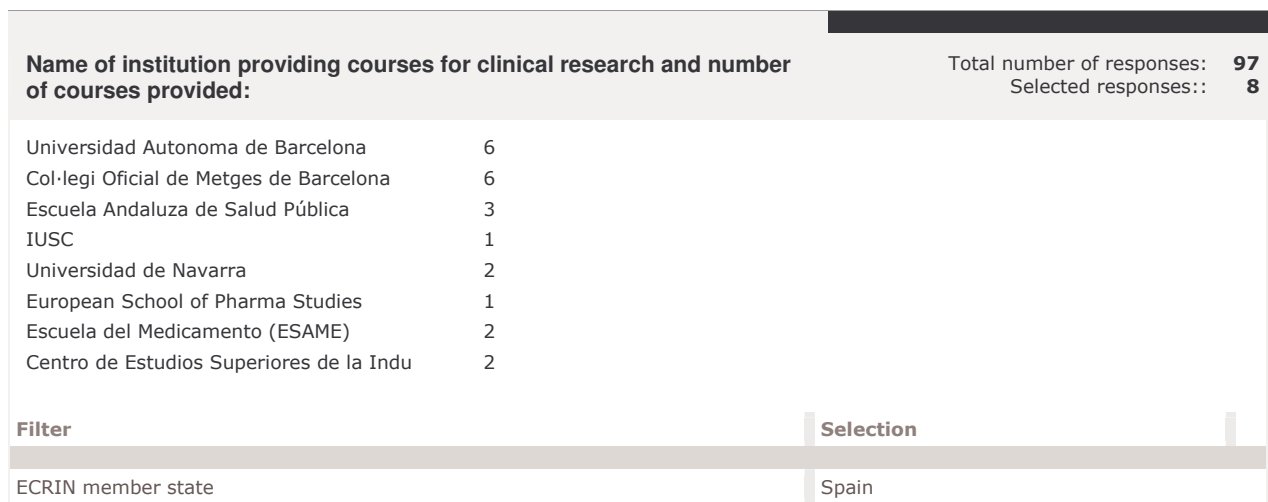 Name of institution providing courses for clinical research and number
of courses provided:
Total number of responses: 97
Selected responses:: 8
Universidad Autonoma de Barcelona 6
Col·legi Oficial de Metges de Barcelona 6
Escuela Andaluza de Salud Pública 3
IUSC 1
Universidad de Navarra 2
European School of Pharma Studies 1
Escuela del Medicamento (ESAME) 2
Centro de Estudios Superiores de la Indu 2
Filter Selection
ECRIN member state Spain